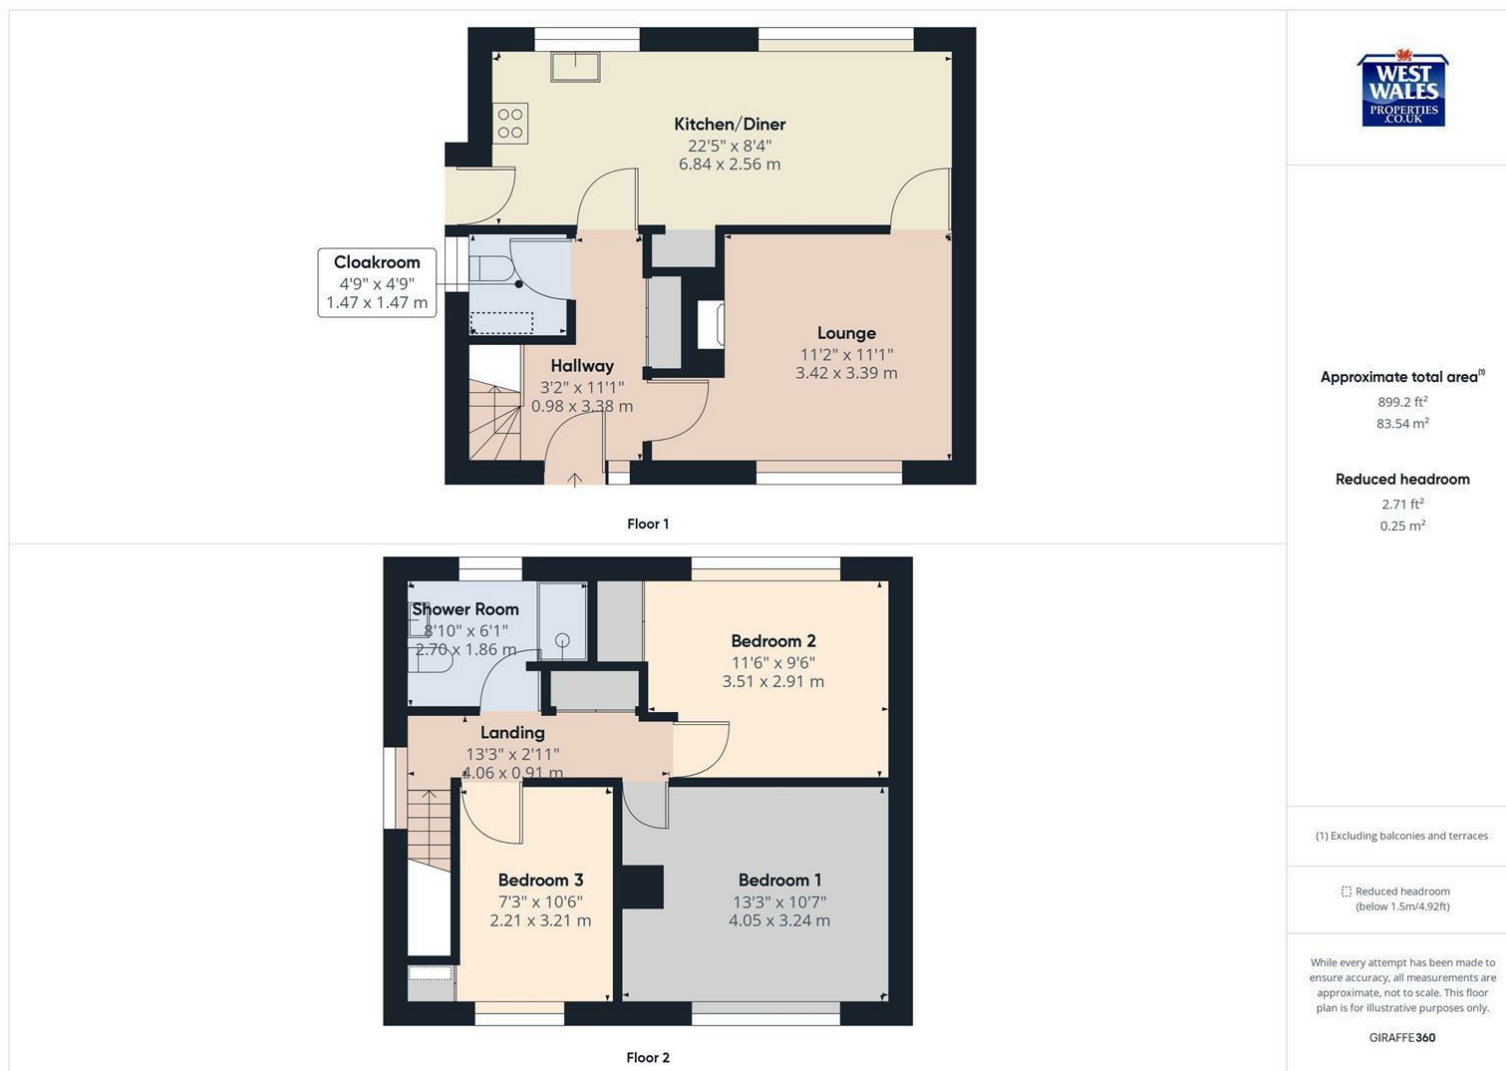 Kitchen/Diner
22'5" x 8'4"
6.84 x 2.56 m
Cloakroom
4'9" x 4'9"
1.47 x 1.47 m
Hallway
3'2" x 11'1"
0.98 x 3.38 m
Lounge
11'2" x 11'1"
3.42 x 3.39 m
Floor 1
Shower Room
8'10" x 6'1"
2.70 x 1.86 m
Bedroom 2
11'6" x 9'6"
3.51 x 2.91 m
Landing
13'3" x 2'11"
4.06 x 0.91 m
Bedroom 3
7'3" x 10'6"
2.21 x 3.21 m
Bedroom 1
13'3" x 10'7"
4.05 x 3.24 m
Floor 2
WEST
WALES
PROPERTIES
.CO.UK
Approximate total area(1)
899.2 ft²
83.54 m²
Reduced headroom
2.71 ft²
0.25 m²
(1) Excluding balconies and terraces
Reduced headroom
(below 1.5m/4.92ft)
While every attempt has been made to
ensure accuracy, all measurements are
approximate, not to scale. This floor
plan is for illustrative purposes only.
GIRAFFE360